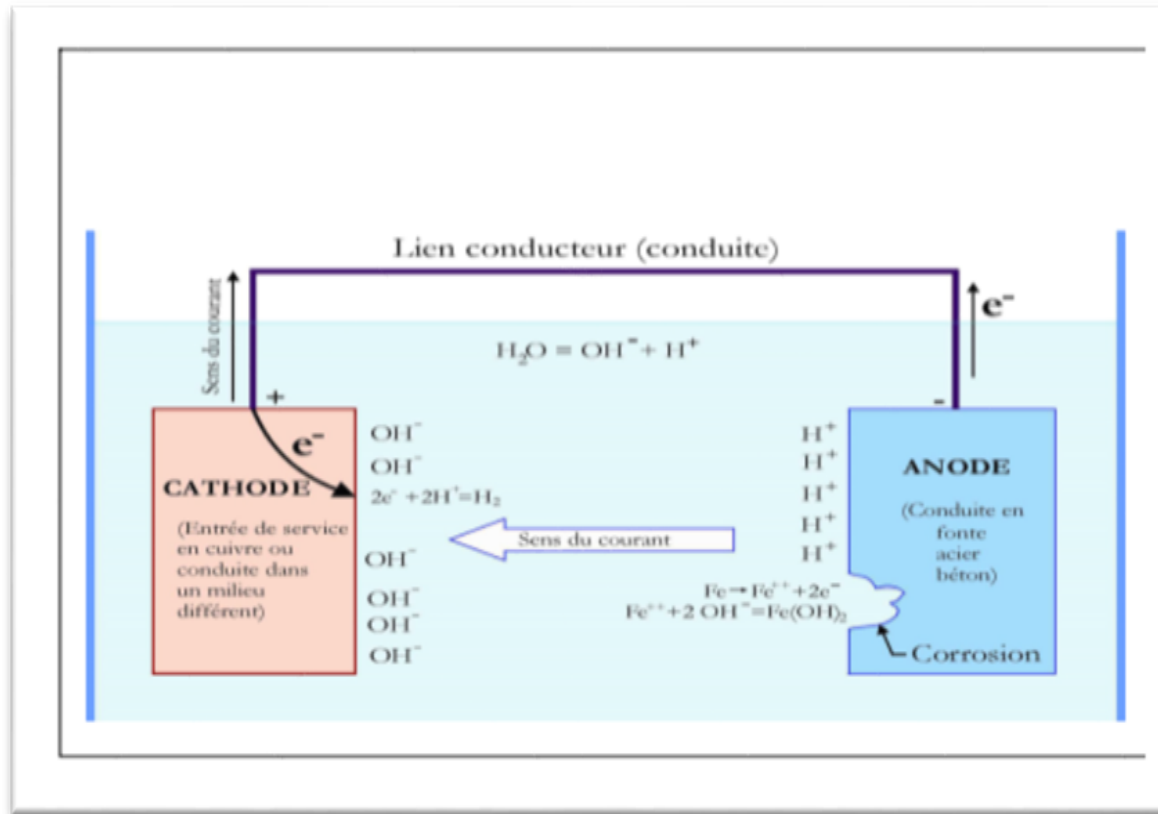 Lien conducteur (conduite)
Sens du courant
e⁻
H₂O = OH⁻ + H⁺
+
-
e⁻
CATHODE
(Entrée de service
en cuivre ou
conduite dans
un milieu
différent)
OH⁻
OH⁻
2e⁻ +2H⁺=H₂
OH⁻
OH⁻
OH⁻
OH⁻
Sens du courant
H⁺
H⁺
H⁺
H⁺
H⁺
Fe→Fe⁺⁺+2e⁻
Fe⁺⁺+2 OH⁻=Fe(OH)₂
ANODE
(Conduite en
fonte
acier
béton)
Corrosion